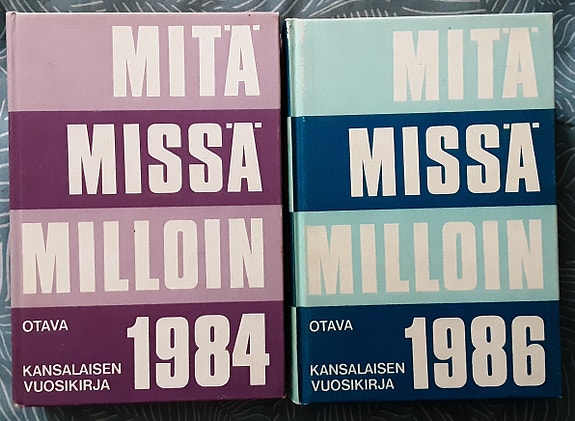 MITÄ
MISSÄ
MILLOIN
OTAVA
1984
KANSALAISEN
VUOSIKIRJA
MITÄ
MISSÄ
MILLOIN
OTAVA
1986
KANSALAISEN
VUOSIKIRJA